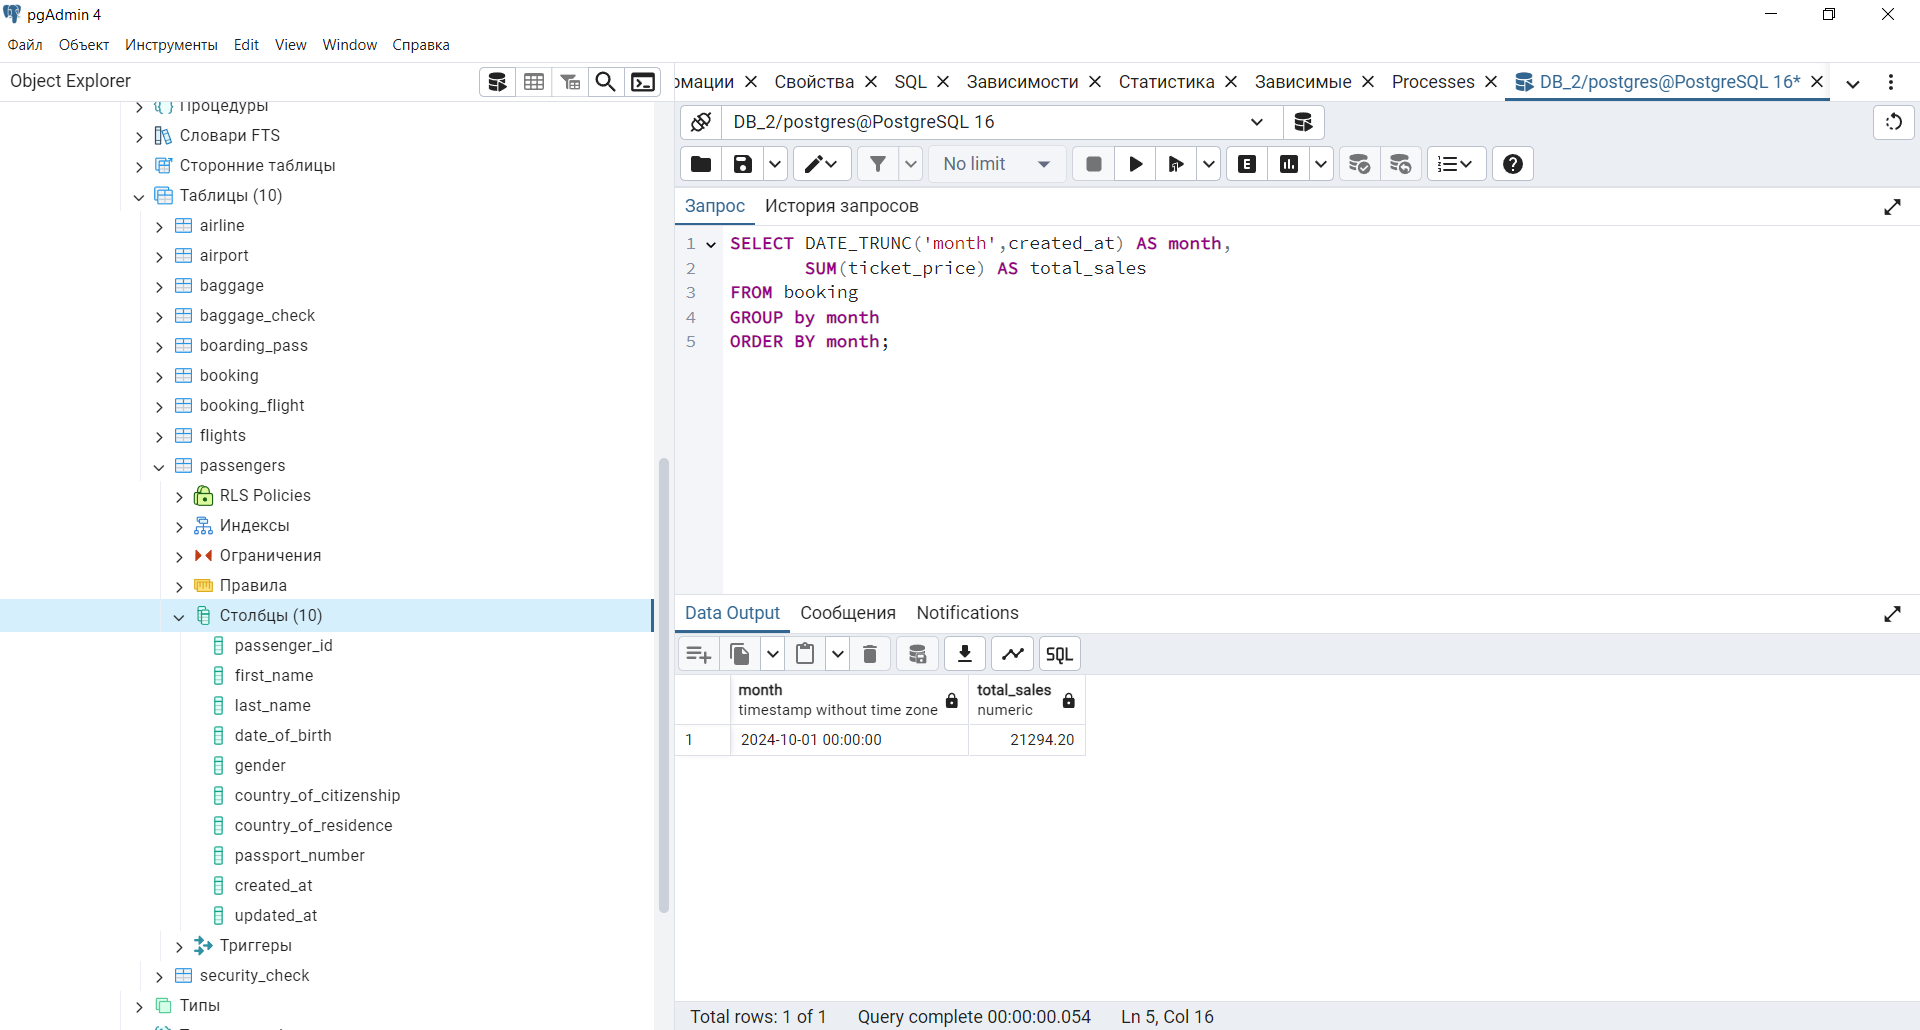 pgAdmin 4
Файл Объект Инструменты Edit View Window Справка
Object Explorer
рмации Свойства SQL Зависимости Статистика Зависимые Processes DB_2/postgres@PostgreSQL 16*
DB_2/postgres@PostgreSQL 16
No limit
E
Запрос История запросов
1 SELECT DATE_TRUNC('month',created_at) AS month,
2 SUM(ticket_price) AS total_sales
3 FROM booking
4 GROUP by month
5 ORDER BY month;
Процедуры
Словари FTS
Сторонние таблицы
Таблицы (10)
airline
airport
baggage
baggage_check
boarding_pass
booking
booking_flight
flights
passengers
RLS Policies
Индексы
Ограничения
Правила
Столбцы (10)
passenger_id
first_name
last_name
date_of_birth
gender
country_of_citizenship
country_of_residence
passport_number
created_at
updated_at
Триггеры
security_check
Типы
Data Output Сообщения Notifications
SQL
month total_sales
timestamp without time zone numeric
1 2024-10-01 00:00:00 21294.20
Total rows: 1 of 1 Query complete 00:00:00.054 Ln 5, Col 16